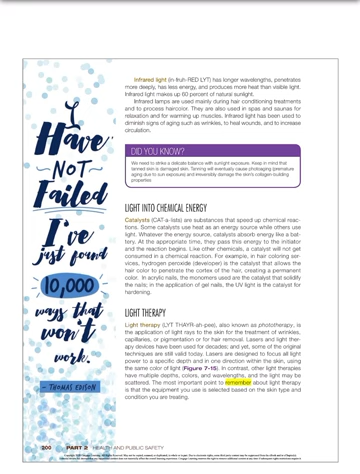 I
Have
~ NOT ~
Failed
I've
just found
10,000
ways that
won't
work.
– THOMAS EDISON
Infrared light (in-fruh-RED LYT) has longer wavelengths, penetrates
more deeply, has less energy, and produces more heat than visible light.
Infrared light makes up 60 percent of natural sunlight.
Infrared lamps are used mainly during hair conditioning treatments
and to process haircolor. They are also used in spas and saunas for
relaxation and for warming up muscles. Infrared light has been used to
diminish signs of aging such as wrinkles, to heal wounds, and to increase
circulation.
DID YOU KNOW?
We need to strike a delicate balance with sunlight exposure. Keep in mind that
tanned skin is damaged skin. Tanning will eventually cause photoaging (premature
aging due to sun exposure) and irreversibly damage the skin's collagen-building
properties.
LIGHT INTO CHEMICAL ENERGY
Catalysts (CAT-a-lists) are substances that speed up chemical reac-
tions. Some catalysts use heat as an energy source while others use
light. Whatever the energy source, catalysts absorb energy like a bat-
tery. At the appropriate time, they pass this energy to the initiator
and the reaction begins. Like other chemicals, a catalyst will not get
consumed in a chemical reaction. For example, in hair coloring ser-
vices, hydrogen peroxide (developer) is the catalyst that allows the
hair color to penetrate the cortex of the hair, creating a permanent
color. In acrylic nails, the monomers used are the catalyst that solidify
the nails; in the application of gel nails, the UV light is the catalyst for
hardening.
LIGHT THERAPY
Light therapy (LYT THAYR-ah-pee), also known as phototherapy, is
the application of light rays to the skin for the treatment of wrinkles,
capillaries, or pigmentation or for hair removal. Lasers and light ther-
apy devices have been used for decades; and yet, some of the original
techniques are still valid today. Lasers are designed to focus all light
power to a specific depth and in one direction within the skin, using
the same color of light (Figure 7-15). In contrast, other light therapies
have multiple depths, colors, and wavelengths, and the light may be
scattered. The most important point to remember about light therapy
is that the equipment you use is selected based on the skin type and
condition you are treating.
200 PART 2 HEALTH AND PUBLIC SAFETY